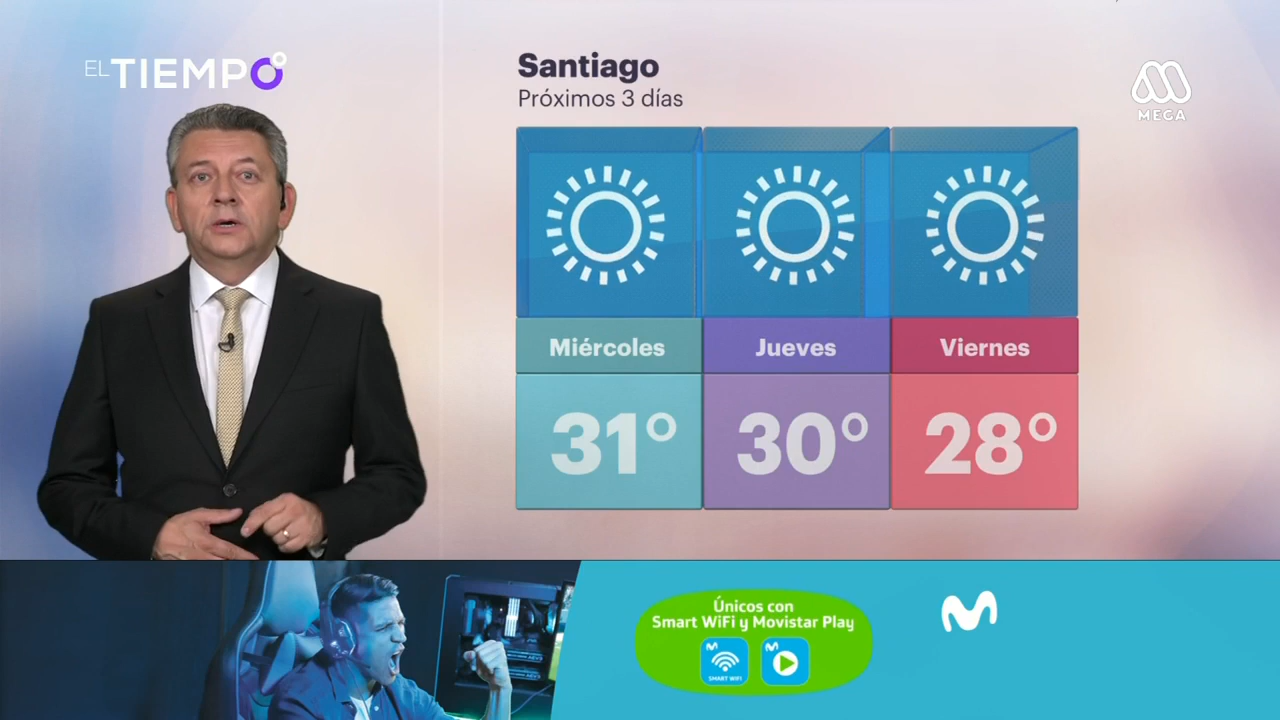 EL TIEMPO
Santiago
Próximos 3 días
MEGA
Miércoles
Jueves
Viernes
31°
30°
28°
Únicos con
Smart WiFi y Movistar Play
SMART WIFI